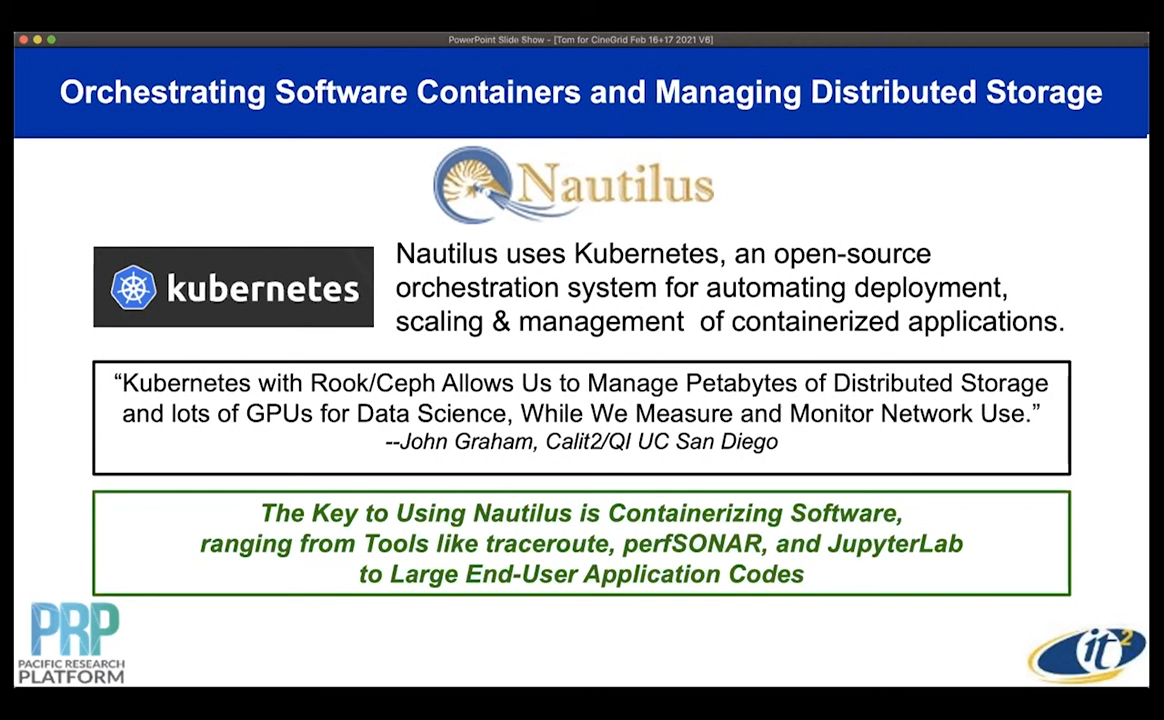 PowerPoint Slide Show - [Tom for CineGrid Feb 16+17 2021 V6]
Orchestrating Software Containers and Managing Distributed Storage
Nautilus
kubernetes
Nautilus uses Kubernetes, an open-source
orchestration system for automating deployment,
scaling & management  of containerized applications.
“Kubernetes with Rook/Ceph Allows Us to Manage Petabytes of Distributed Storage
and lots of GPUs for Data Science, While We Measure and Monitor Network Use.”
--John Graham, Calit2/QI UC San Diego
The Key to Using Nautilus is Containerizing Software,
ranging from Tools like traceroute, perfSONAR, and JupyterLab
to Large End-User Application Codes
PRP
PACIFIC RESEARCH
PLATFORM
it2